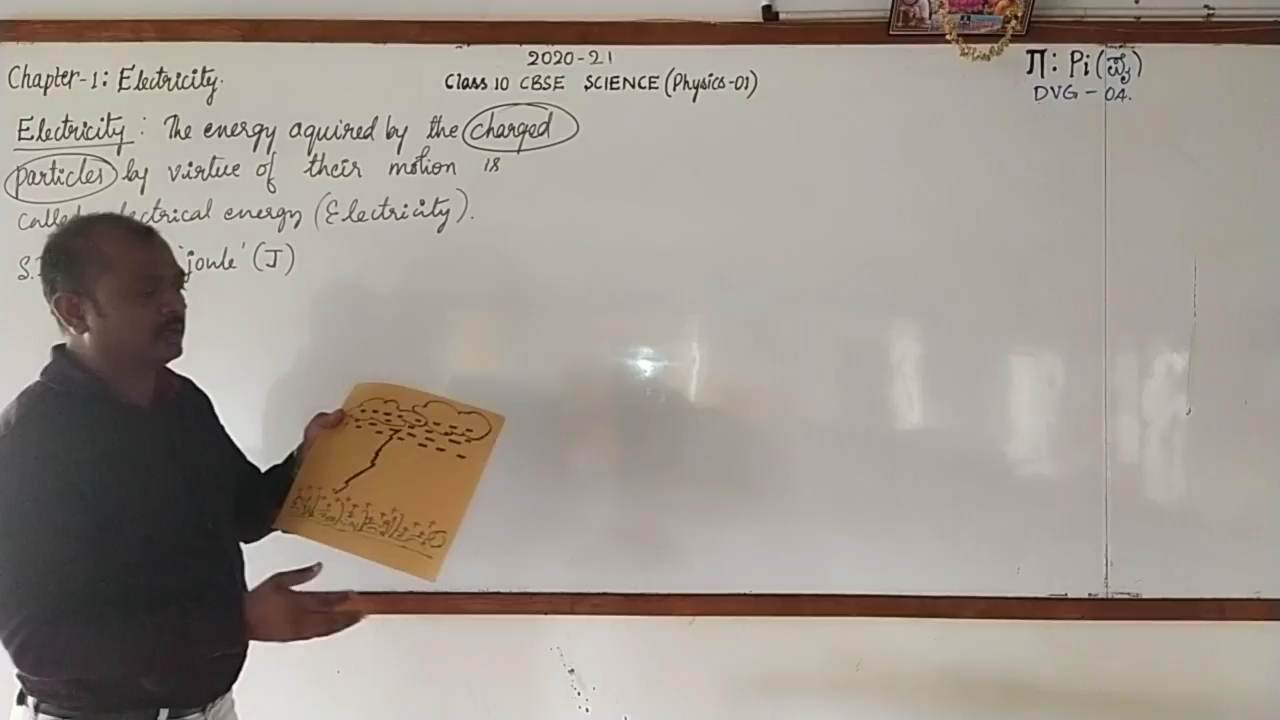 2020-21
Chapter-1: Electricity.
Class 10 CBSE SCIENCE (Physics-01)
Π: Pi (ಪೈ)
DVG - 04.
Electricity: The energy aquired by the charged
particles by virtue of their motion is
called electrical energy (Electricity).
S.I 'joule' (J)